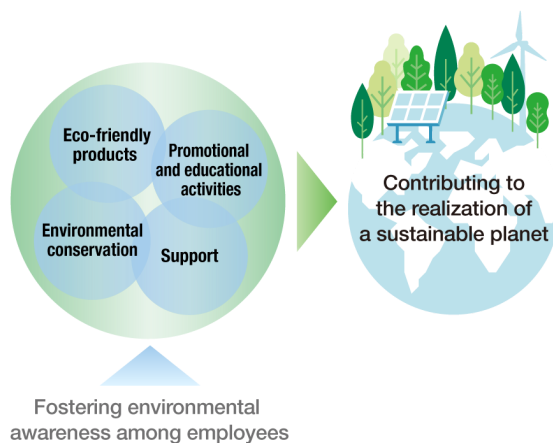 Eco-friendly
products
Promotional
and educational
activities
Environmental
conservation
Support
Contributing to
the realization of
a sustainable planet
Fostering environmental
awareness among employees